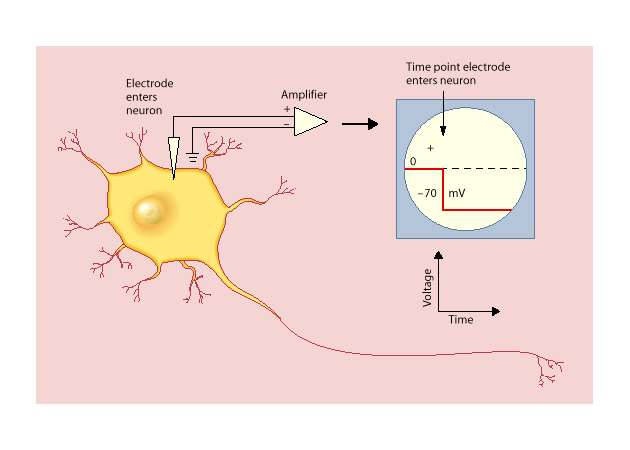 Electrode
enters
neuron
Amplifier
+
–
Time point electrode
enters neuron
+
0
–70 mV
Voltage
Time